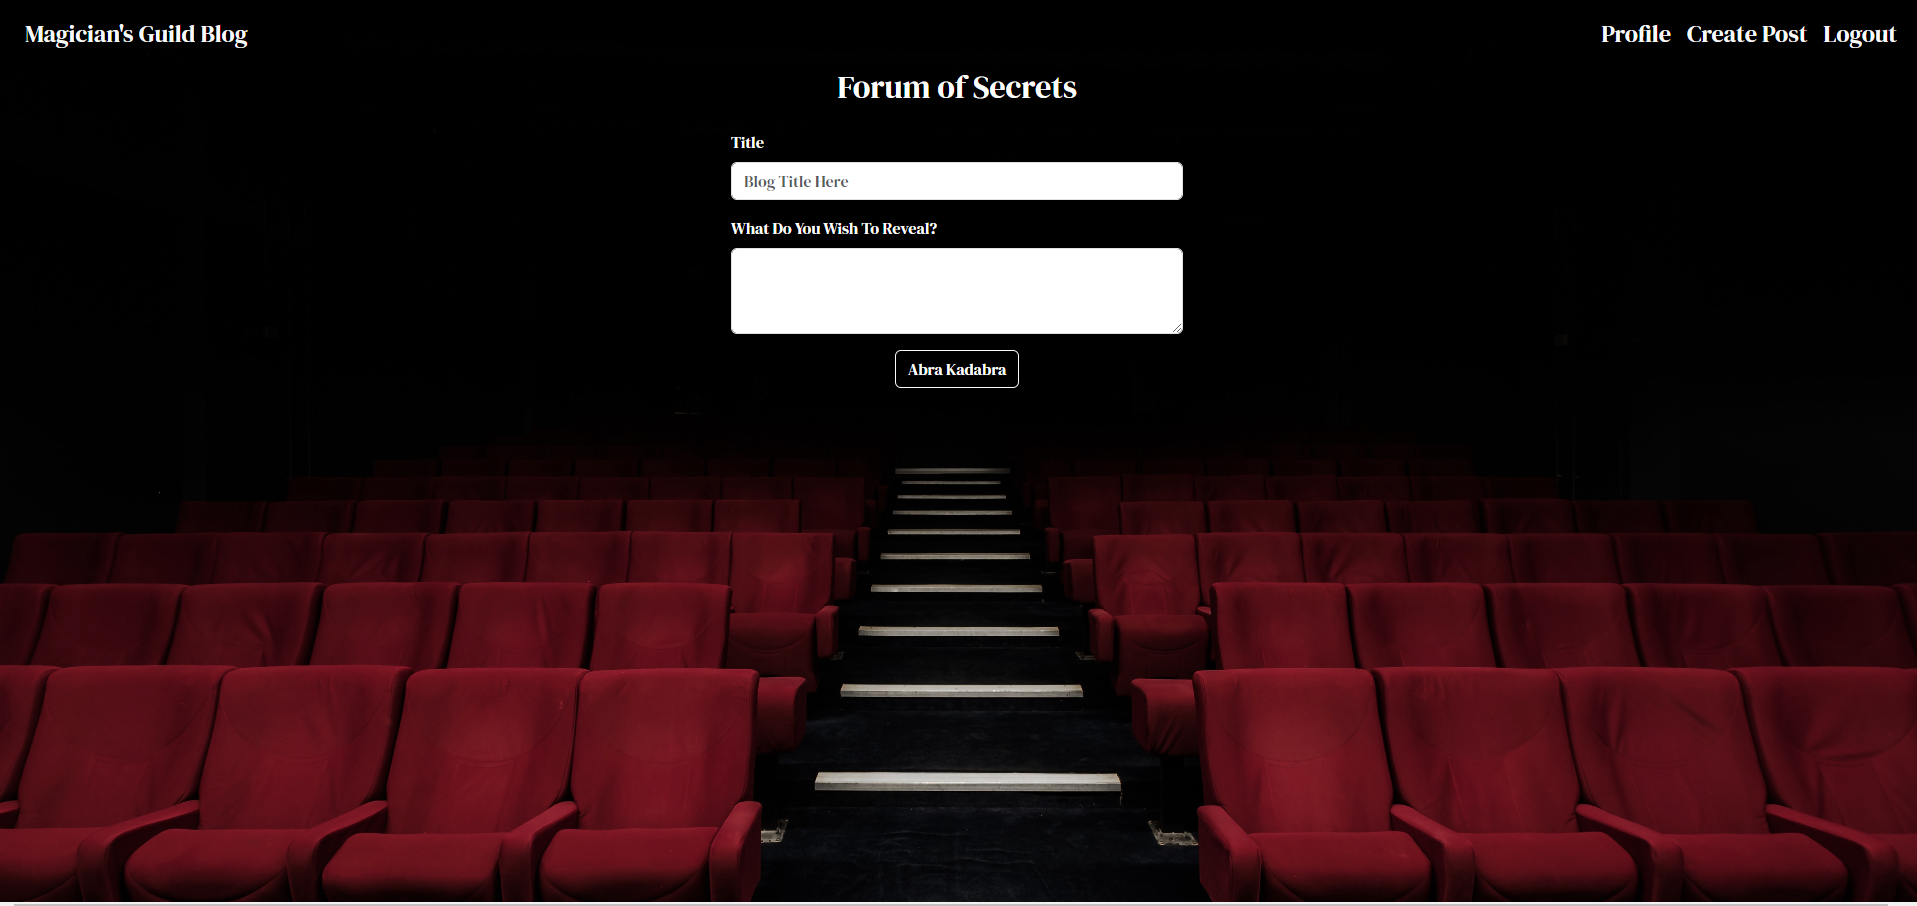 Magician's Guild Blog
Profile Create Post Logout
Forum of Secrets
Title
Blog Title Here
What Do You Wish To Reveal?
Abra Kadabra